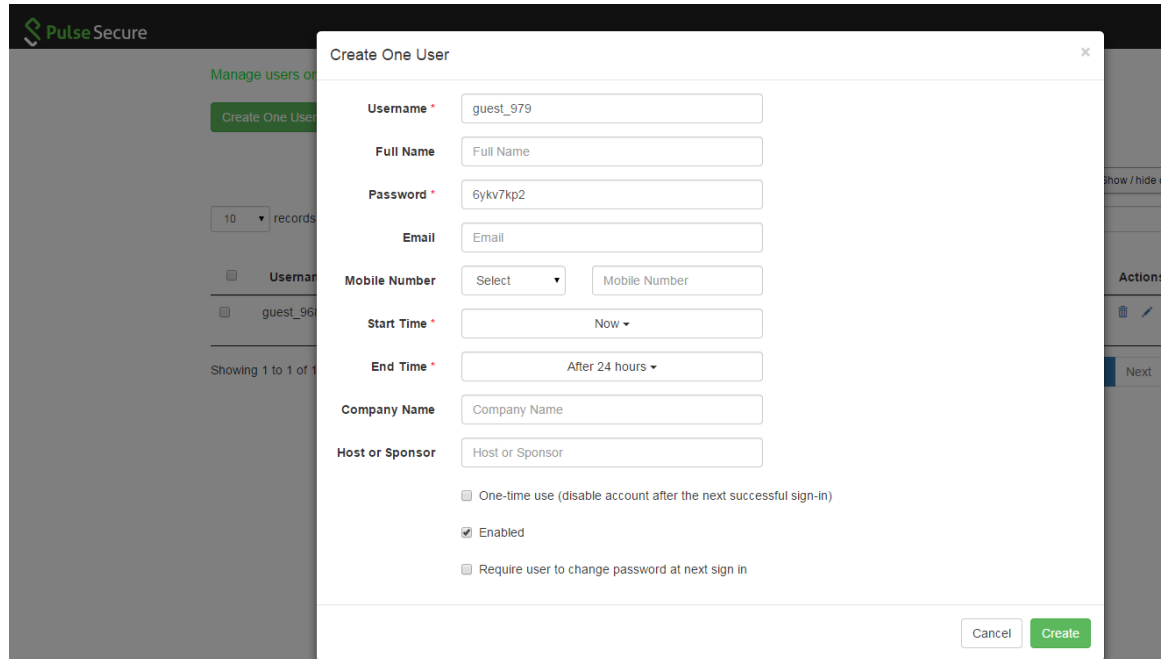 Pulse Secure
Create One User
×
Manage users on
Create One User
Username * guest_979
Full Name Full Name
Password * 6ykv7kp2
Show / hide
10 records
Email Email
Username
Mobile Number Select Mobile Number
Actions
guest_968
Start Time * Now
End Time * After 24 hours
Showing 1 to 1 of 1
Next
Company Name Company Name
Host or Sponsor Host or Sponsor
One-time use (disable account after the next successful sign-in)
Enabled
Require user to change password at next sign in
Cancel Create